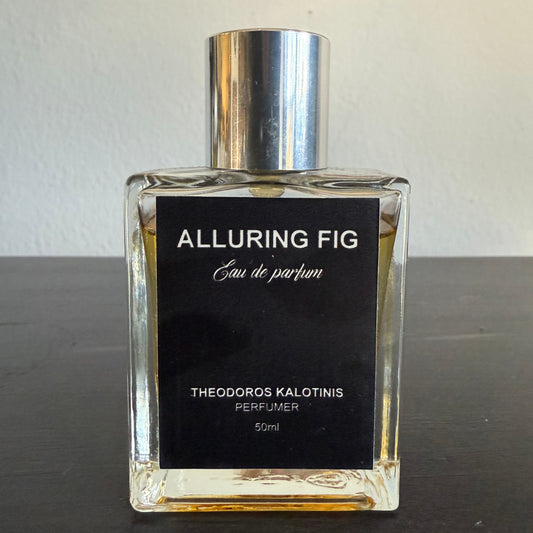 ALLURING FIG
Eau de parfum
THEODOROS KALOTINIS
PERFUMER
50ml